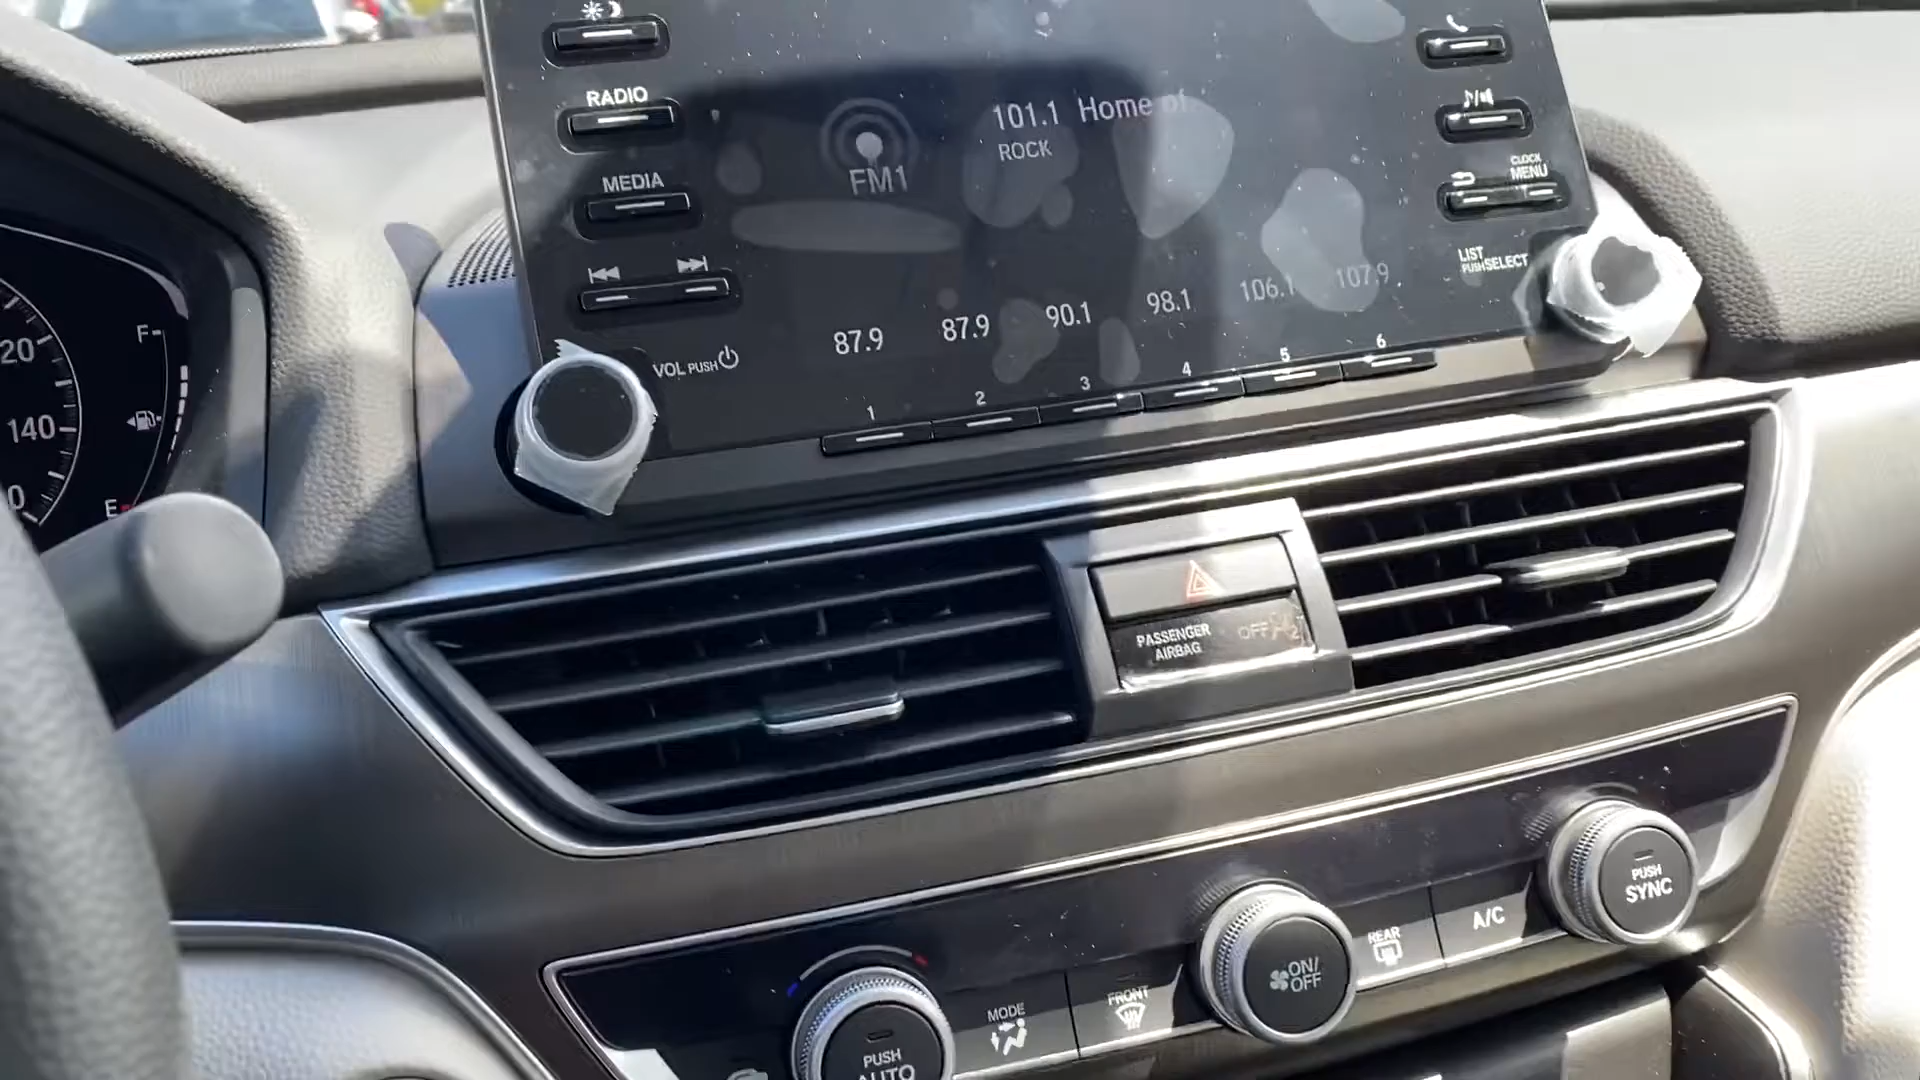 RADIO
101.1 Home of
ROCK
FM1
MEDIA
CLOCK
MENU
LIST
PUSH SELECT
VOL PUSH
87.9 87.9 90.1 98.1 106.1 107.9
1 2 3 4 5 6
20
140
0
F
E
PASSENGER
AIRBAG
OFF
PUSH
SYNC
A/C
REAR
ON/
OFF
FRONT
MODE
PUSH
AUTO